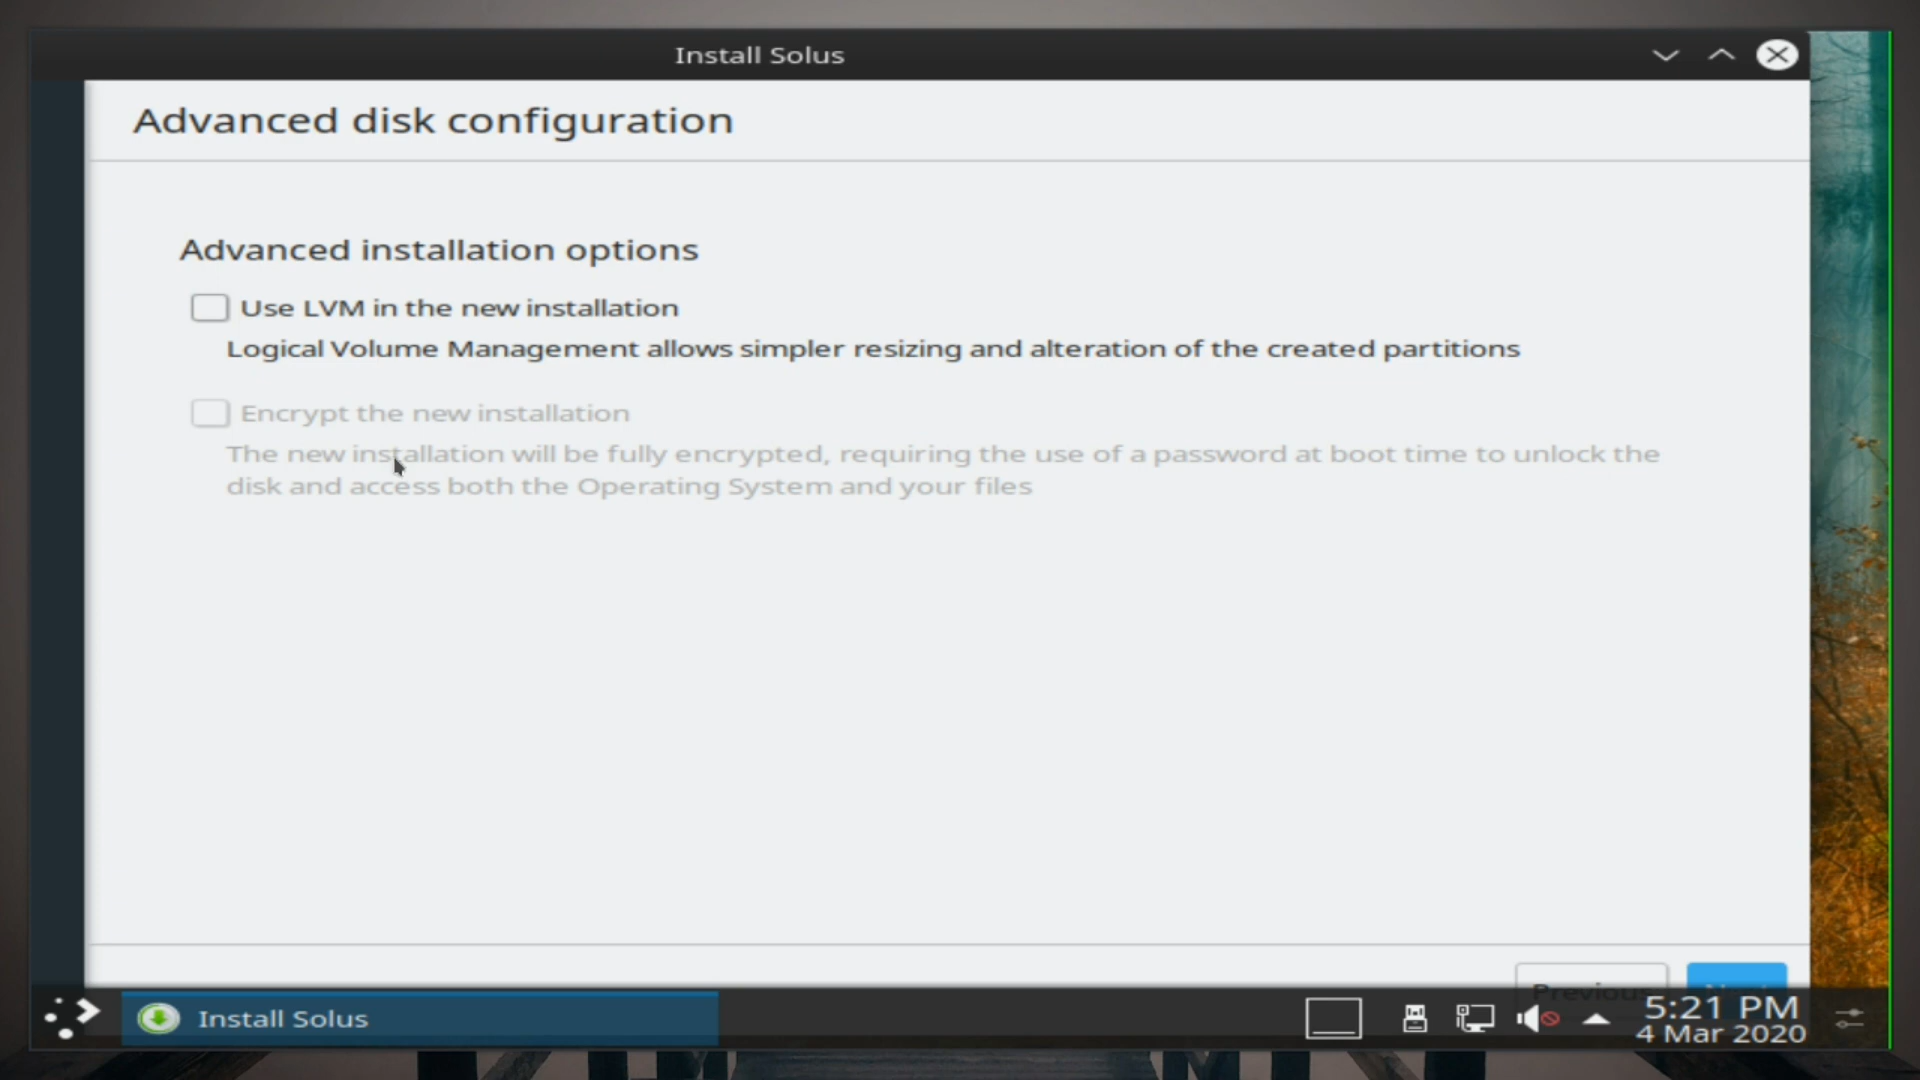 Install Solus
Advanced disk configuration
Advanced installation options
Use LVM in the new installation
Logical Volume Management allows simpler resizing and alteration of the created partitions
Encrypt the new installation
The new installation will be fully encrypted, requiring the use of a password at boot time to unlock the
disk and access both the Operating System and your files
Previous
Install Solus
5:21 PM
4 Mar 2020